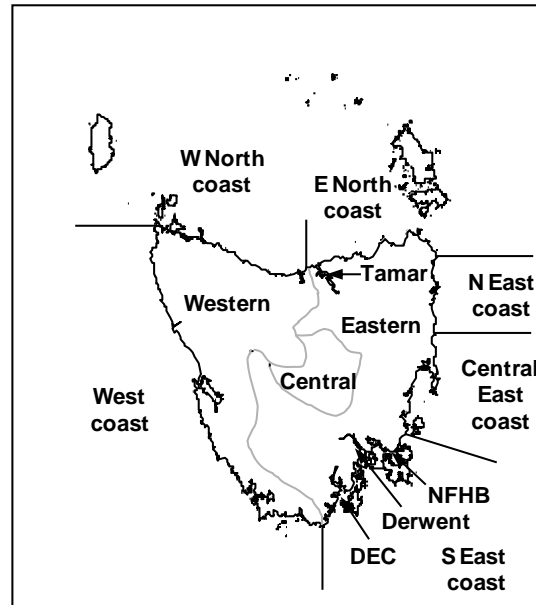 W North
coast
E North
coast
Tamar
N East
coast
Western
Eastern
Central
Central
East
coast
West
coast
NFHB
Derwent
DEC
S East
coast